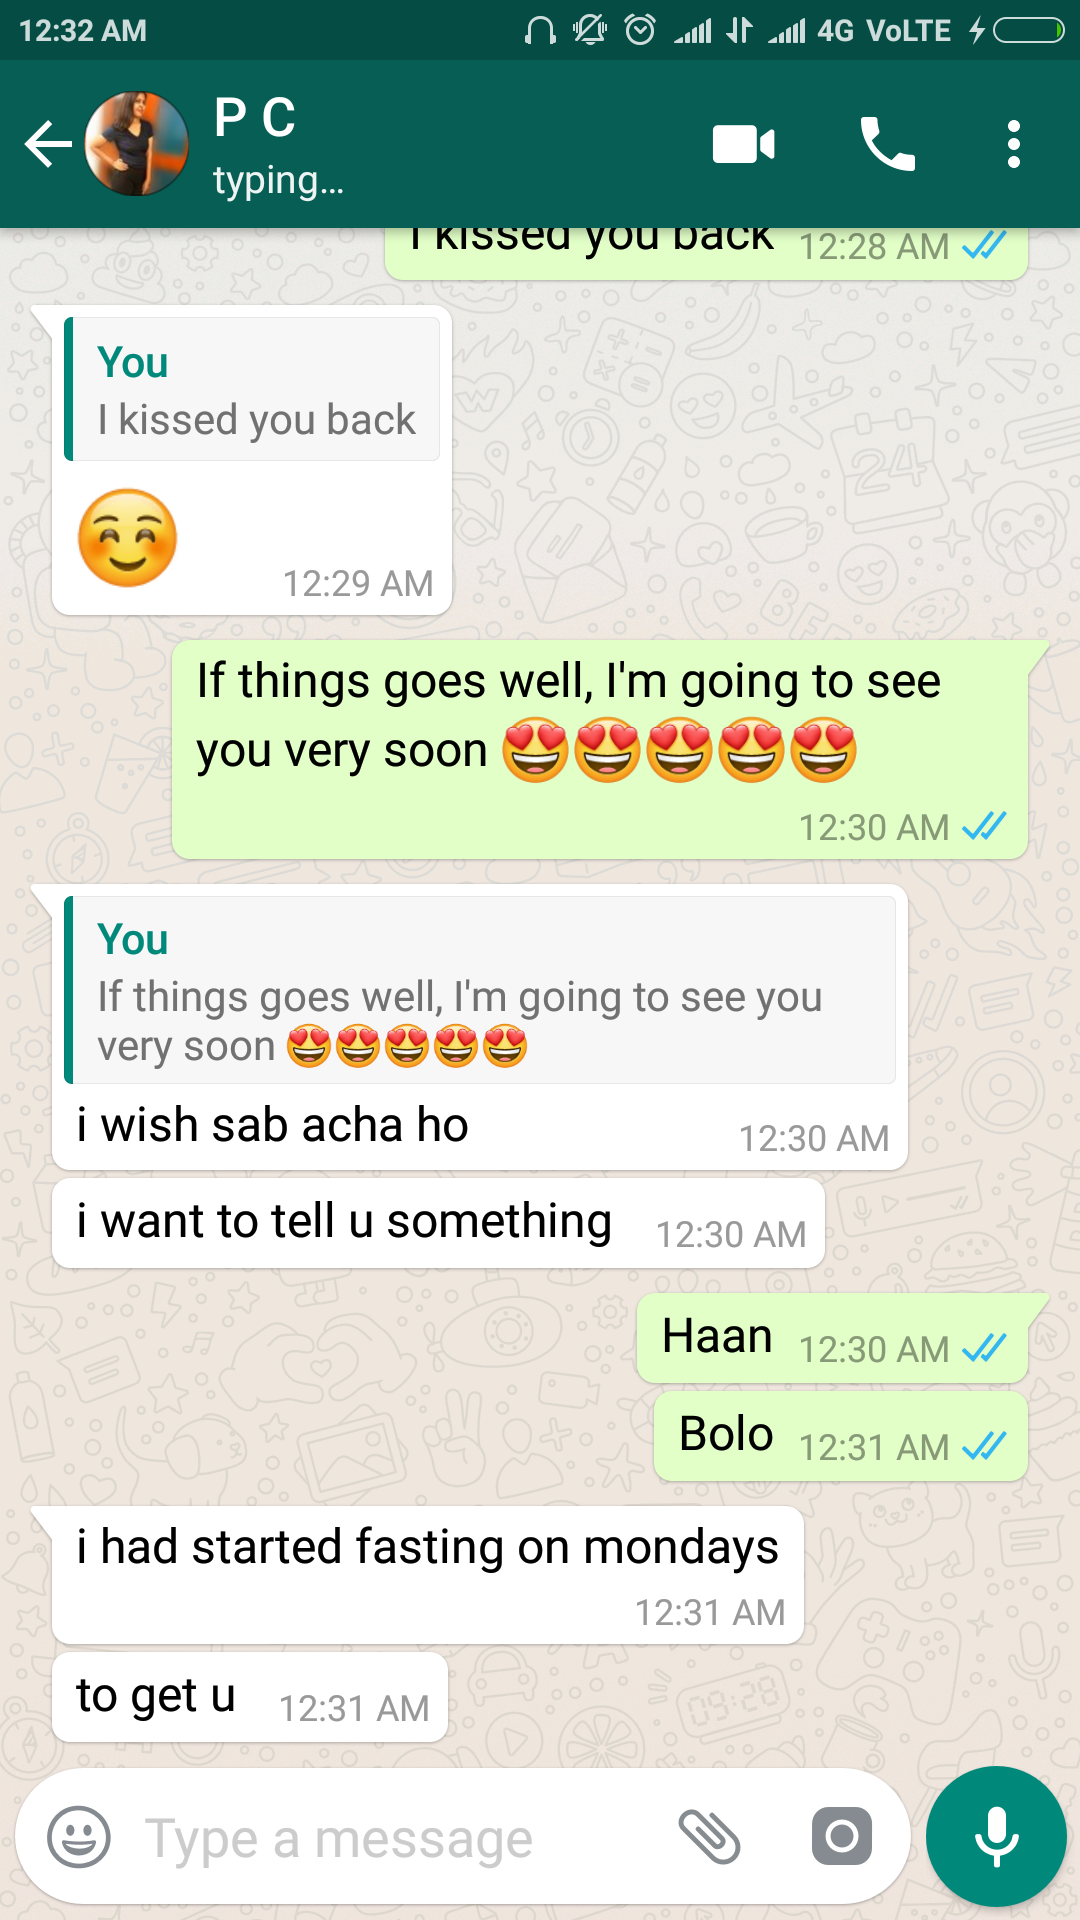 12:32 AM 4G VoLTE
P C
typing...
I kissed you back 12:28 AM
You
I kissed you back
☺️
12:29 AM
If things goes well, I'm going to see
you very soon 😍😍😍😍😍
12:30 AM
You
If things goes well, I'm going to see you
very soon 😍😍😍😍😍
i wish sab acha ho 12:30 AM
i want to tell u something 12:30 AM
Haan 12:30 AM
Bolo 12:31 AM
i had started fasting on mondays
12:31 AM
to get u 12:31 AM
Type a message